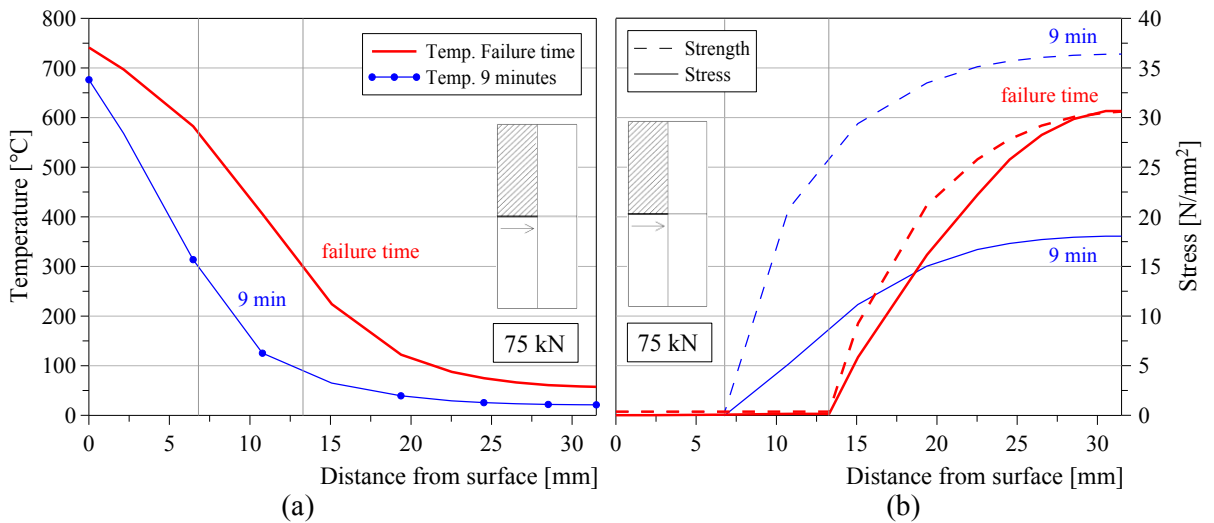 800
700
600
500
400
300
200
100
0
Temperature [°C]
0 5 10 15 20 25 30
Distance from surface [mm]
Temp. Failure time
Temp. 9 minutes
failure time
9 min
75 kN
(a)
Strength
Stress
9 min
failure time
9 min
75 kN
40
35
30
25
20
15
10
5
0
Stress [N/mm²]
0 5 10 15 20 25 30
Distance from surface [mm]
(b)